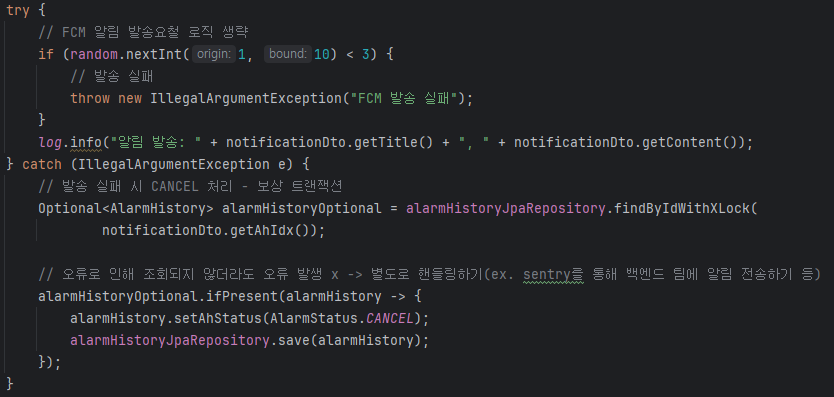 try {
// FCM 알림 발송요청 로직 생략
if (random.nextInt( origin: 1, bound: 10) < 3) {
// 발송 실패
throw new IllegalArgumentException("FCM 발송 실패");
}
log.info("알림 발송: " + notificationDto.getTitle() + ", " + notificationDto.getContent());
} catch (IllegalArgumentException e) {
// 발송 실패 시 CANCEL 처리 - 보상 트랜잭션
Optional<AlarmHistory> alarmHistoryOptional = alarmHistoryJpaRepository.findByIdWithXLock(
notificationDto.getAhIdx());
// 오류로 인해 조회되지 않더라도 오류 발생 x -> 별도로 핸들링하기(ex. sentry를 통해 백엔드 팀에 알림 전송하기 등)
alarmHistoryOptional.ifPresent(alarmHistory -> {
alarmHistory.setAhStatus(AlarmStatus.CANCEL);
alarmHistoryJpaRepository.save(alarmHistory);
});
}